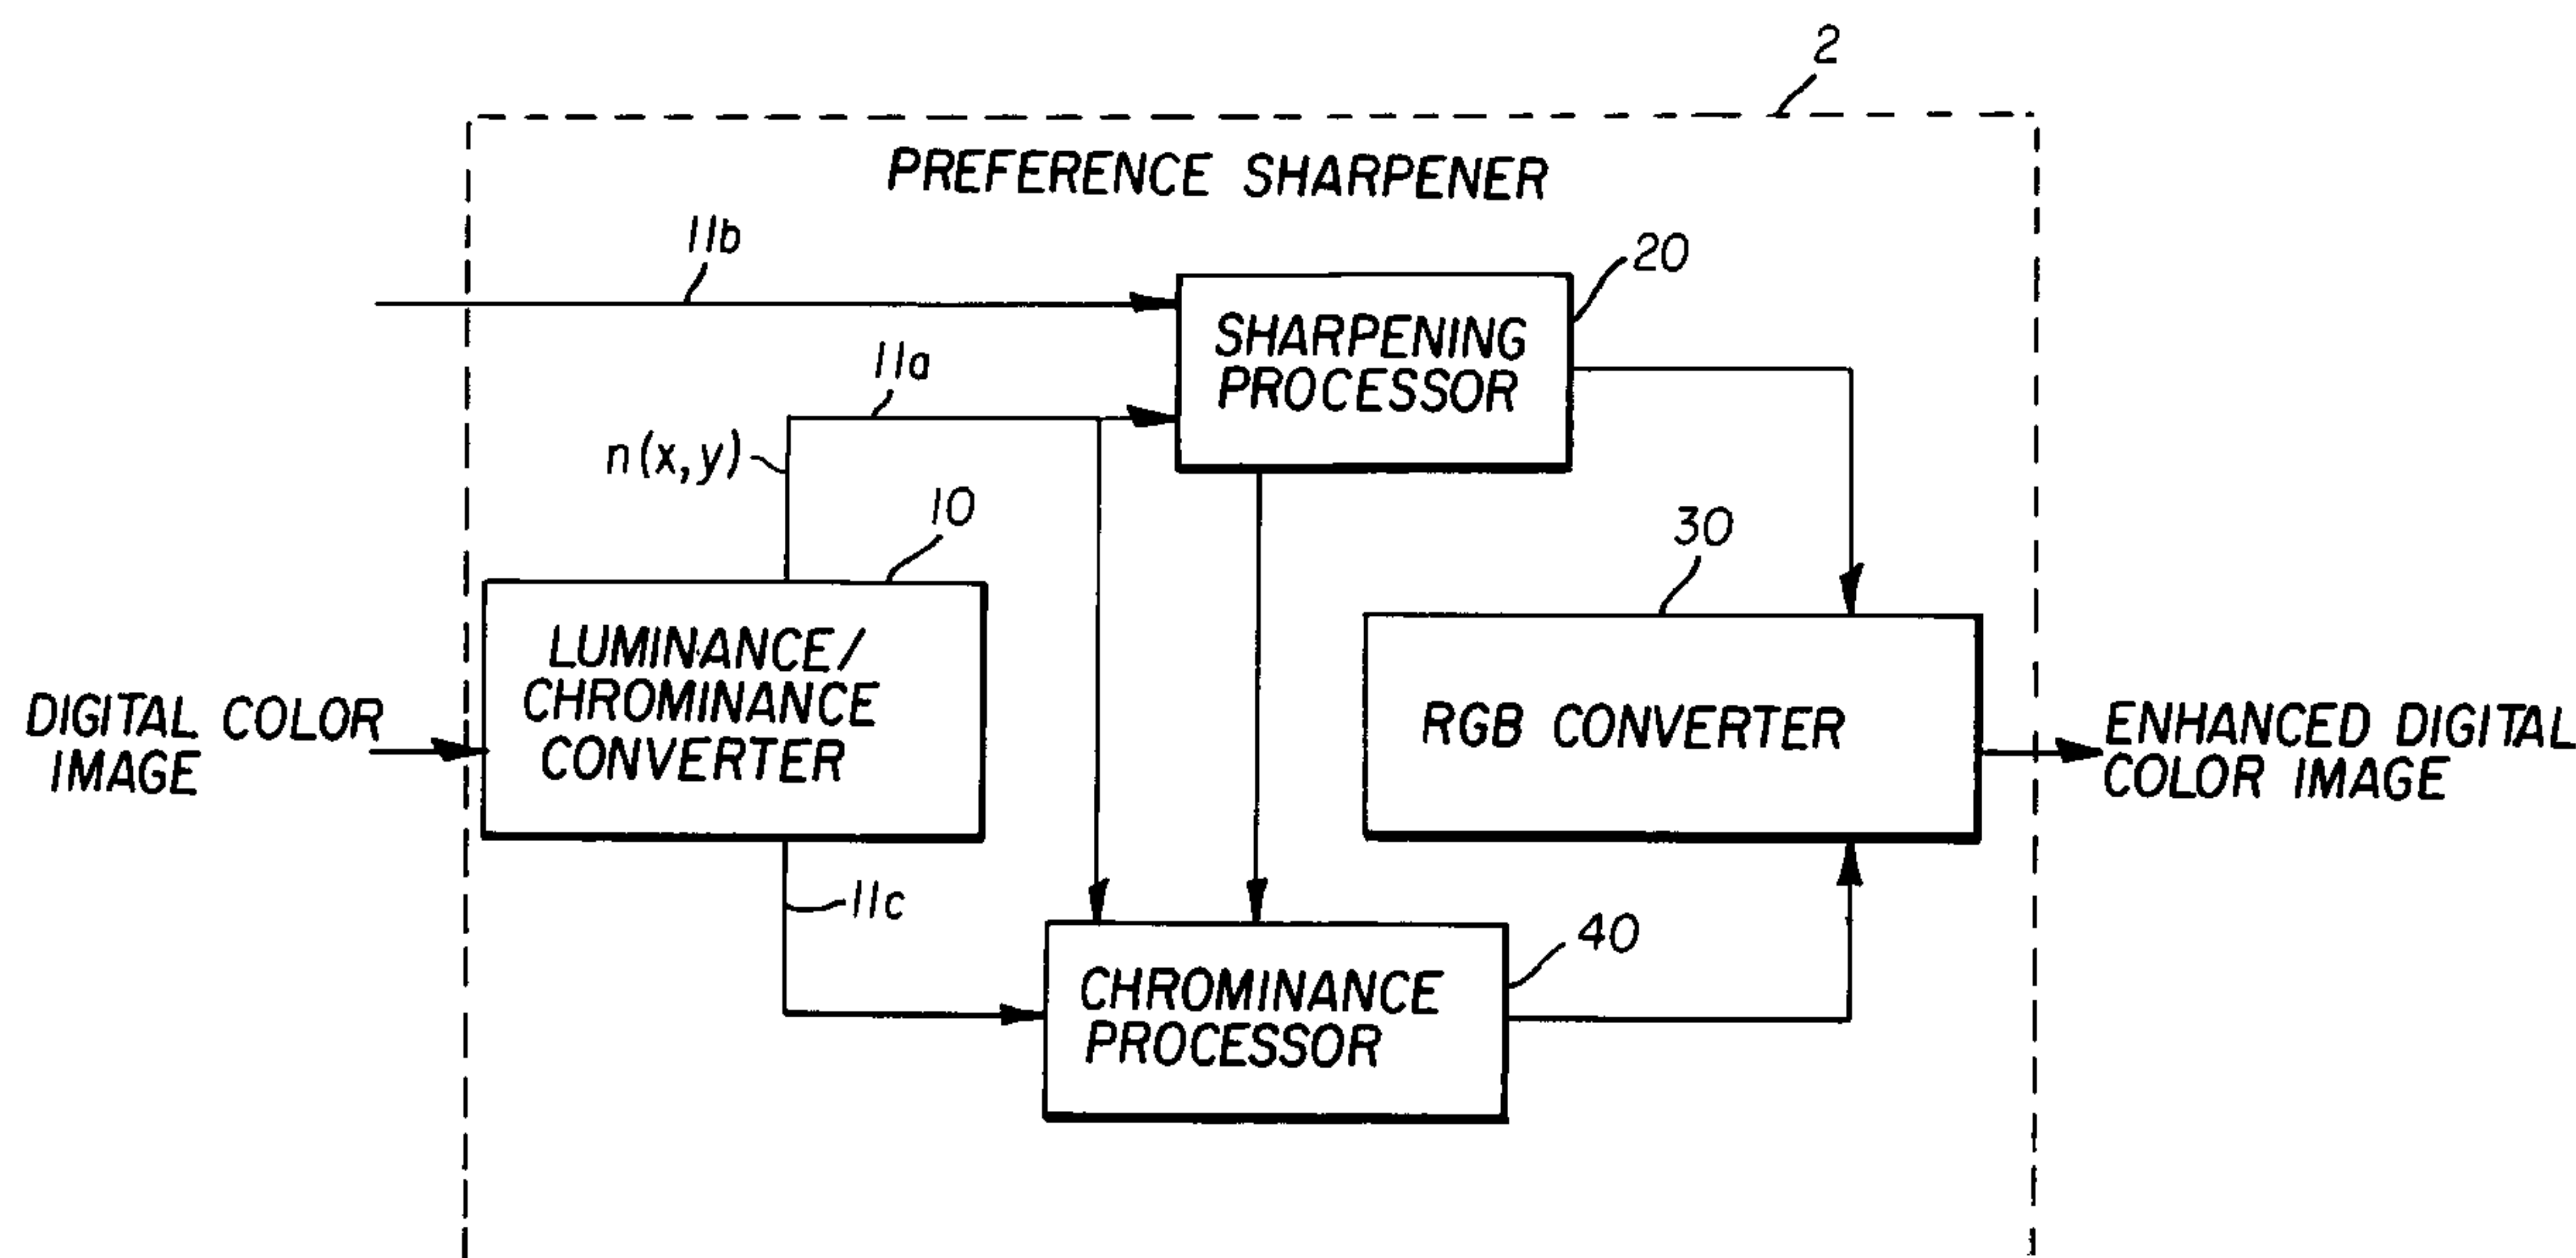 2
PREFERENCE SHARPENER
11b
20
SHARPENING
PROCESSOR
11a
n(x,y)
10
30
LUMINANCE/
CHROMINANCE
CONVERTER
DIGITAL COLOR
IMAGE
RGB CONVERTER
ENHANCED DIGITAL
COLOR IMAGE
11c
40
CHROMINANCE
PROCESSOR